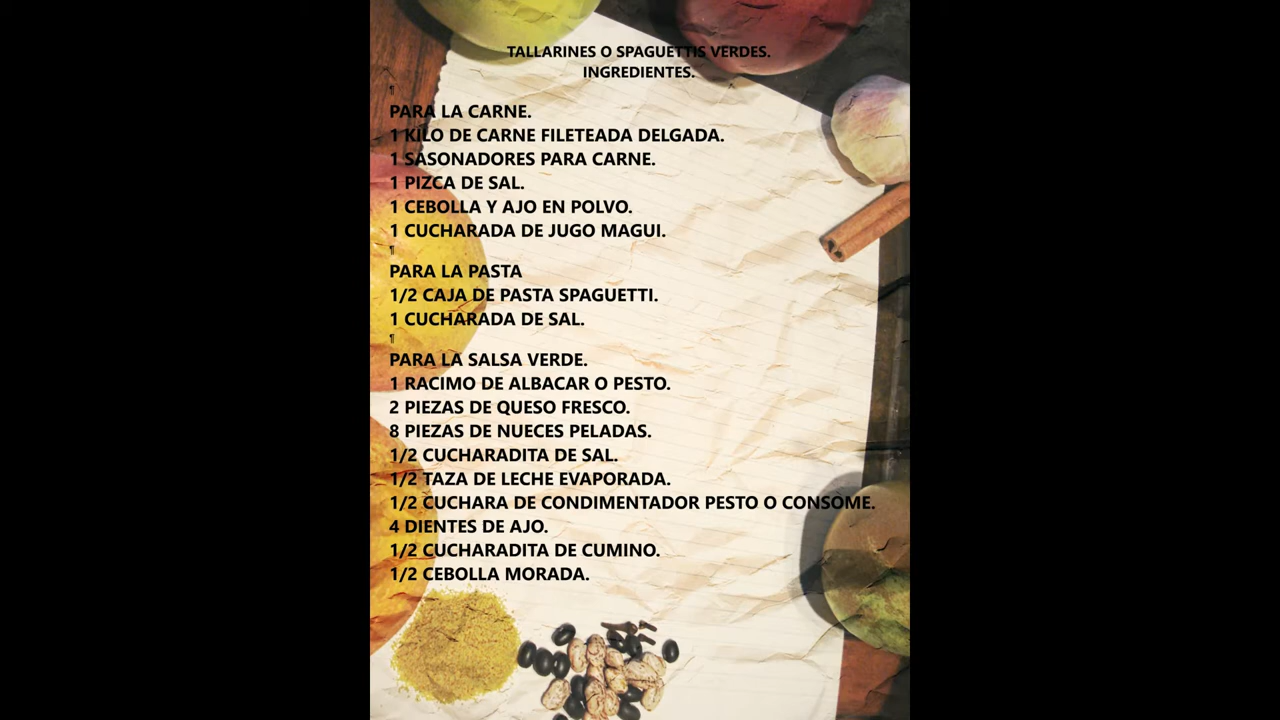 TALLARINES O SPAGUETTIS VERDES.
INGREDIENTES.
¶
PARA LA CARNE.
1 KILO DE CARNE FILETEADA DELGADA.
1 SASONADORES PARA CARNE.
1 PIZCA DE SAL.
1 CEBOLLA Y AJO EN POLVO.
1 CUCHARADA DE JUGO MAGUI.
¶
PARA LA PASTA
1/2 CAJA DE PASTA SPAGUETTI.
1 CUCHARADA DE SAL.
¶
PARA LA SALSA VERDE.
1 RACIMO DE ALBACAR O PESTO.
2 PIEZAS DE QUESO FRESCO.
8 PIEZAS DE NUECES PELADAS.
1/2 CUCHARADITA DE SAL.
1/2 TAZA DE LECHE EVAPORADA.
1/2 CUCHARA DE CONDIMENTADOR PESTO O CONSOME.
4 DIENTES DE AJO.
1/2 CUCHARADITA DE CUMINO.
1/2 CEBOLLA MORADA.